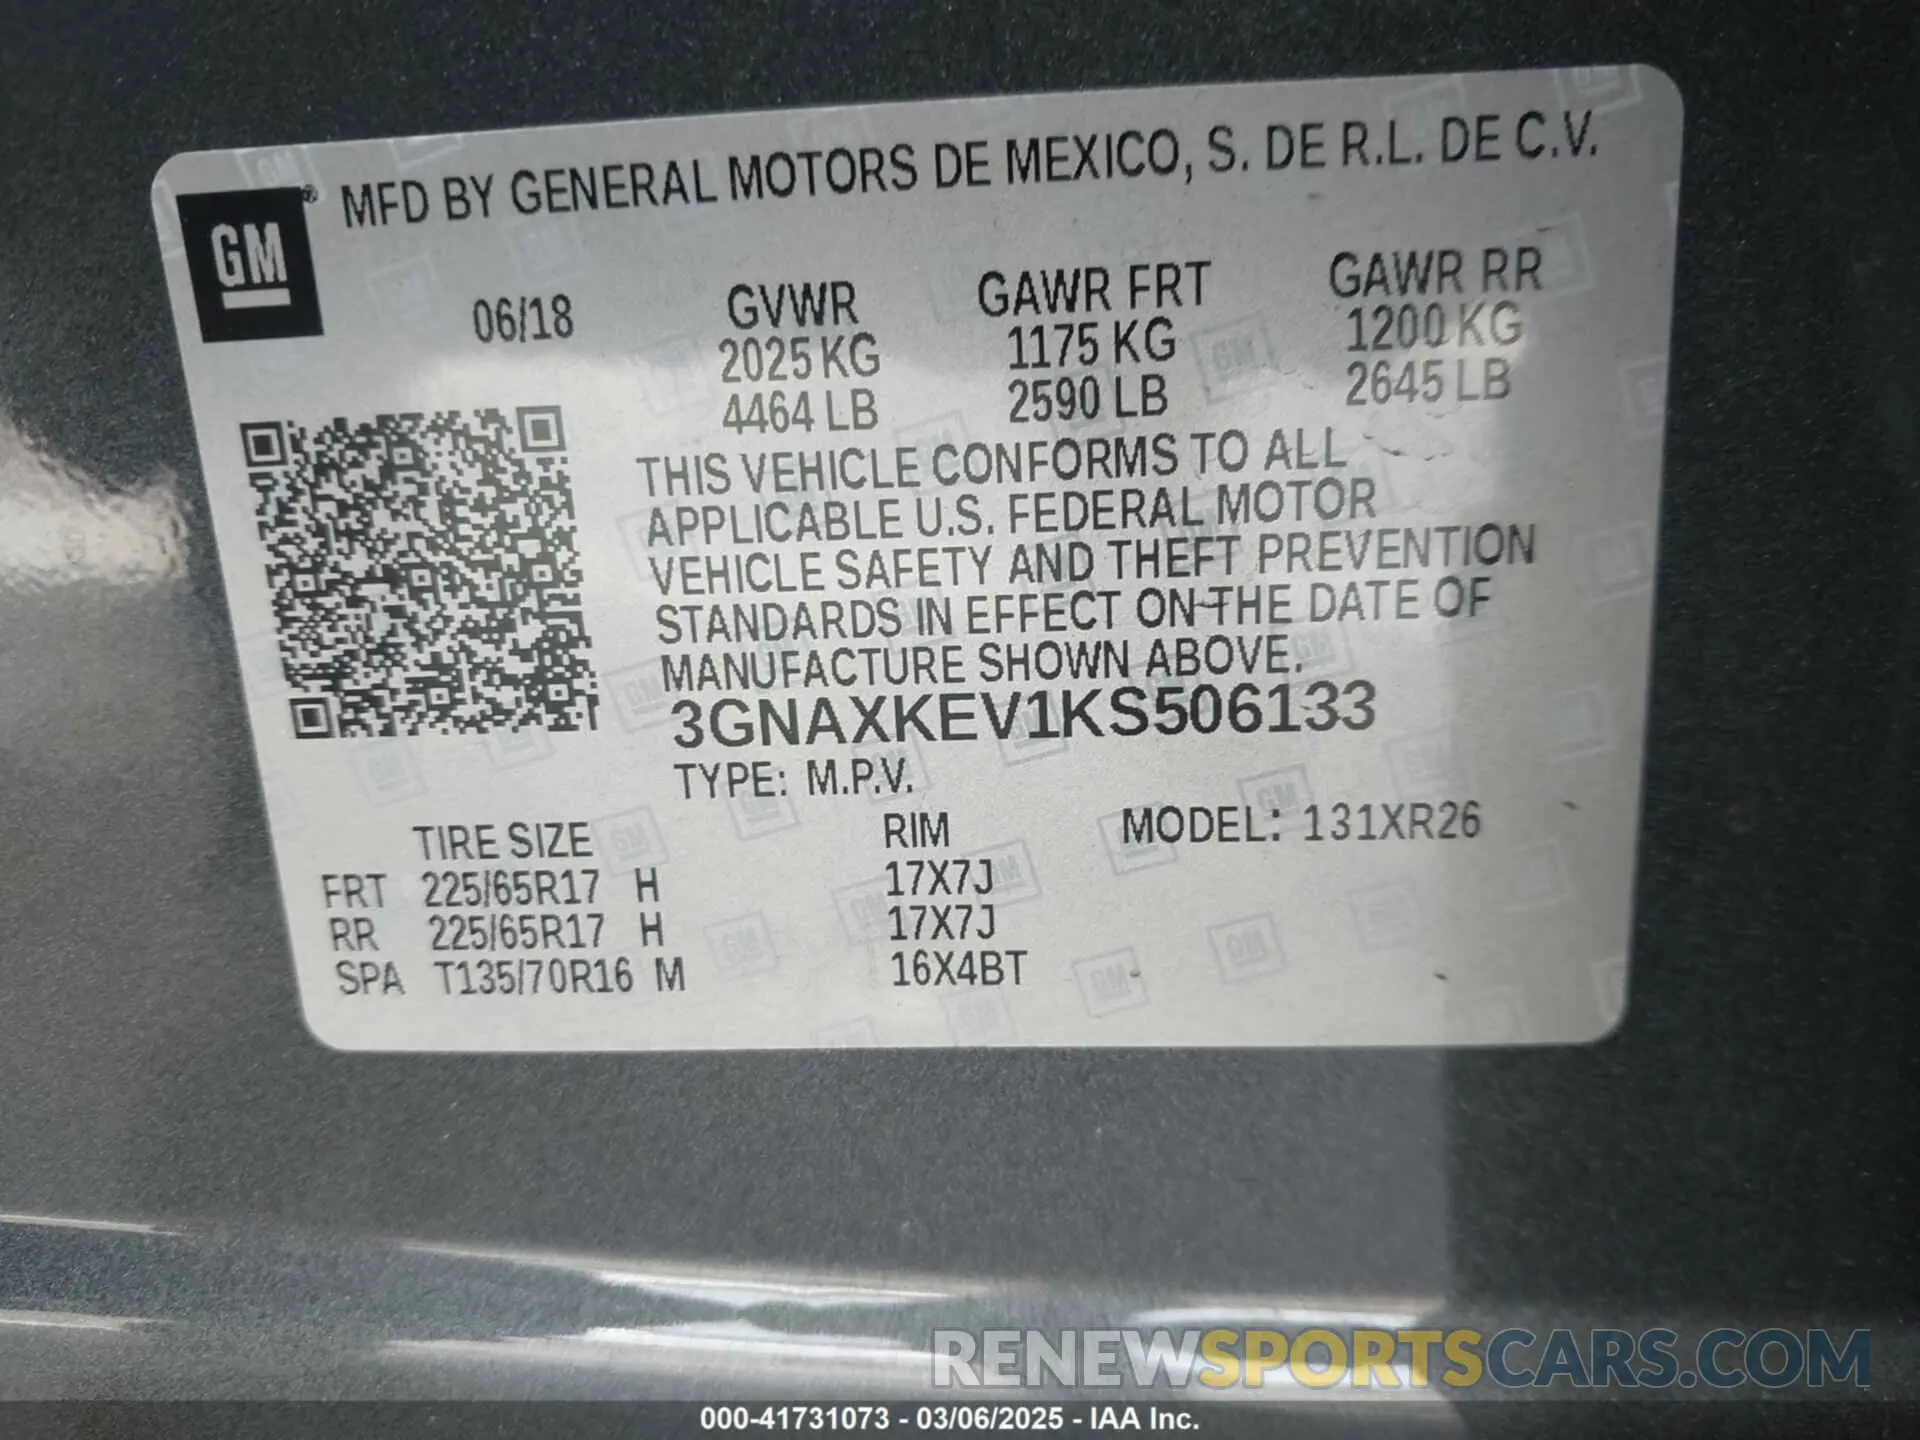 GM ® MFD BY GENERAL MOTORS DE MEXICO, S. DE R.L. DE C.V.
06/18 GVWR GAWR FRT GAWR RR
2025 KG 1175 KG 1200 KG
4464 LB 2590 LB 2645 LB
THIS VEHICLE CONFORMS TO ALL
APPLICABLE U.S. FEDERAL MOTOR
VEHICLE SAFETY AND THEFT PREVENTION
STANDARDS IN EFFECT ON THE DATE OF
MANUFACTURE SHOWN ABOVE.
3GNAXKEV1KS506133
TYPE: M.P.V.
TIRE SIZE RIM MODEL: 131XR26
FRT 225/65R17 H 17X7J
RR 225/65R17 H 17X7J
SPA T135/70R16 M 16X4BT
RENEWSPORTSCARS.COM
000-41731073 - 03/06/2025 - IAA Inc.